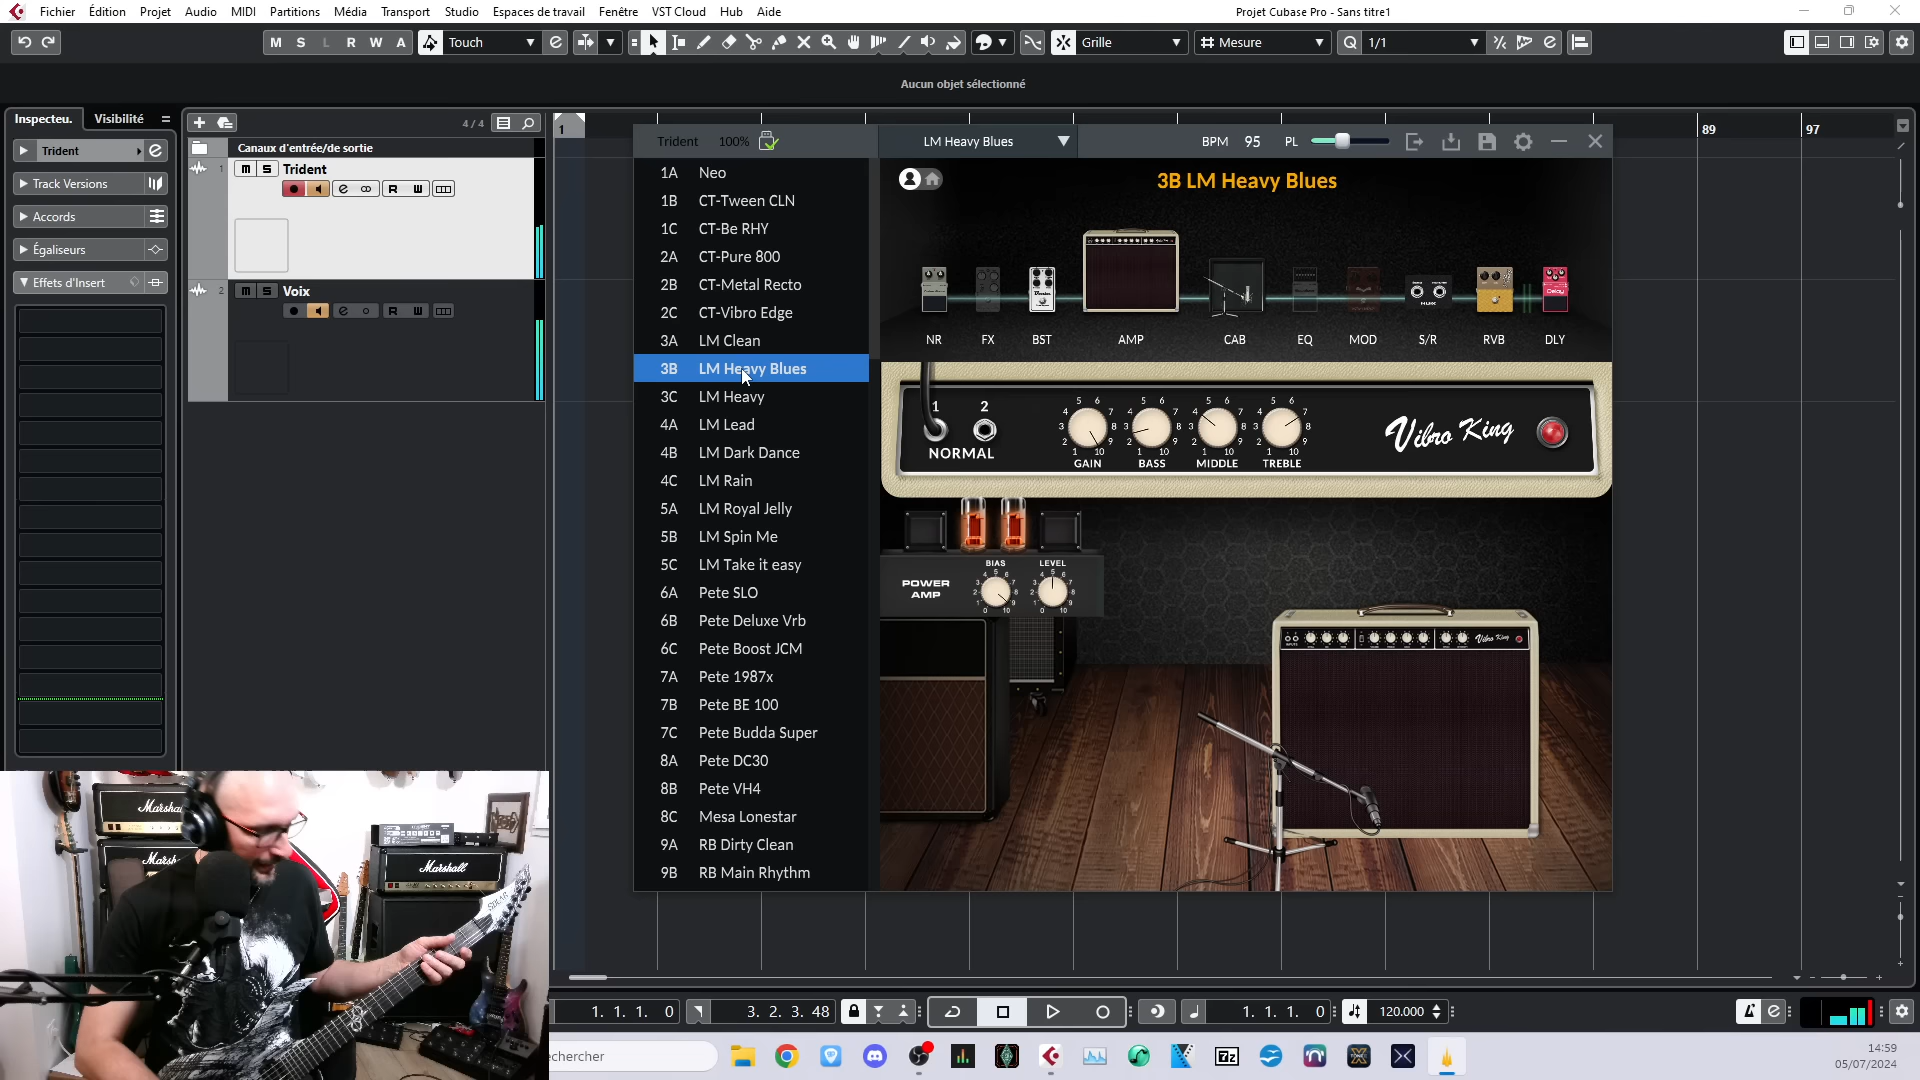 Fichier Édition Projet Audio MIDI Partitions Média Transport Studio Espaces de travail Fenêtre VST Cloud Hub Aide
Projet Cubase Pro - Sans titre1
M S L R W A Touch Grille Mesure Q 1/1
Aucun objet sélectionné
Inspecteu. Visibilité
Trident
Track Versions
Accords
Égaliseurs
Effets d'Insert
4 / 4
Canaux d'entrée/de sortie
1 m S Trident
R W
2 m S Voix
R W
1 89 97
Trident 100% LM Heavy Blues BPM 95 PL
1A Neo
1B CT-Tween CLN
1C CT-Be RHY
2A CT-Pure 800
2B CT-Metal Recto
2C CT-Vibro Edge
3A LM Clean
3B LM Heavy Blues
3C LM Heavy
4A LM Lead
4B LM Dark Dance
4C LM Rain
5A LM Royal Jelly
5B LM Spin Me
5C LM Take it easy
6A Pete SLO
6B Pete Deluxe Vrb
6C Pete Boost JCM
7A Pete 1987x
7B Pete BE 100
7C Pete Budda Super
8A Pete DC30
8B Pete VH4
8C Mesa Lonestar
9A RB Dirty Clean
9B RB Main Rhythm
3B LM Heavy Blues
NR FX BST AMP CAB EQ MOD S/R RVB DLY
1 2
NORMAL
GAIN BASS MIDDLE TREBLE
Vibro King
POWER AMP
BIAS LEVEL
Vibro King
Marshall
Marshall
1. 1. 1. 0 3. 2. 3. 48 1. 1. 1. 0 120.000
echercher
7z
14:59
05/07/2024